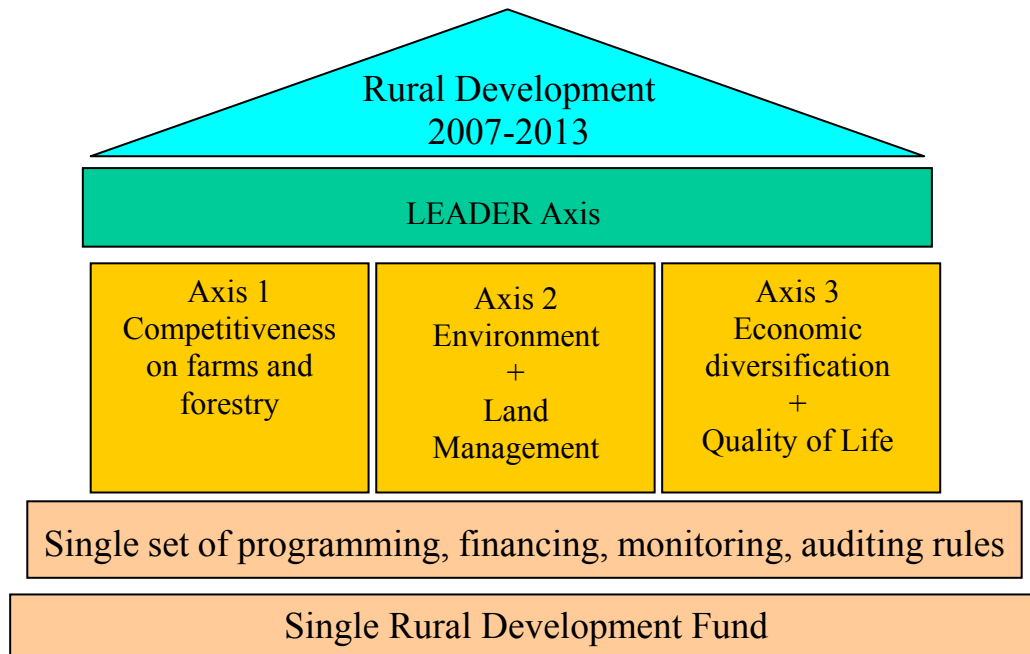 Rural Development
2007-2013
LEADER Axis
Axis 1
Competitiveness
on farms and
forestry
Axis 2
Environment
+
Land
Management
Axis 3
Economic
diversification
+
Quality of Life
Single set of programming, financing, monitoring, auditing rules
Single Rural Development Fund